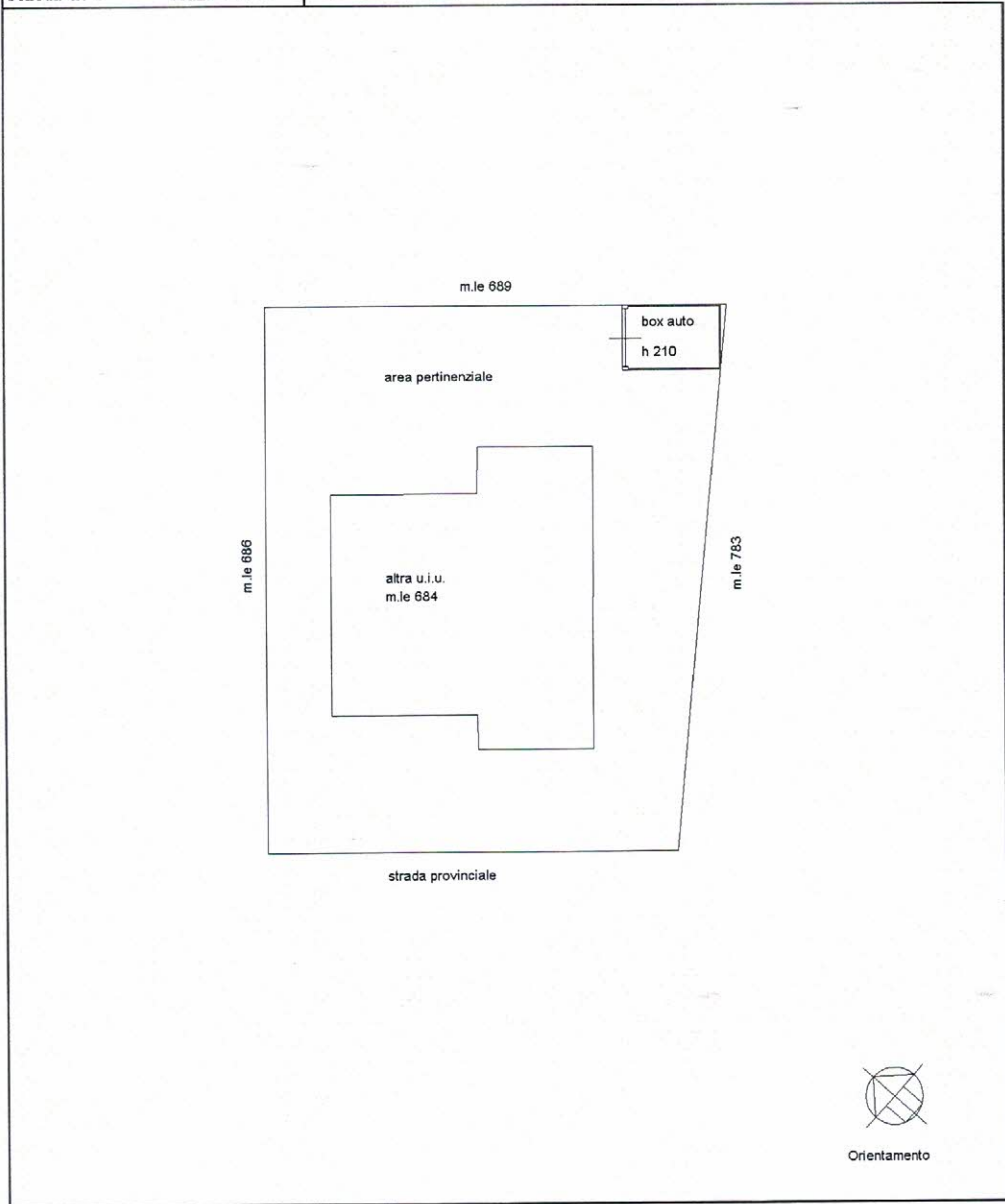 m.le 689
box auto
h 210
area pertinenziale
m.le 686
altra u.i.u.
m.le 684
m.le 783
strada provinciale
Orientamento